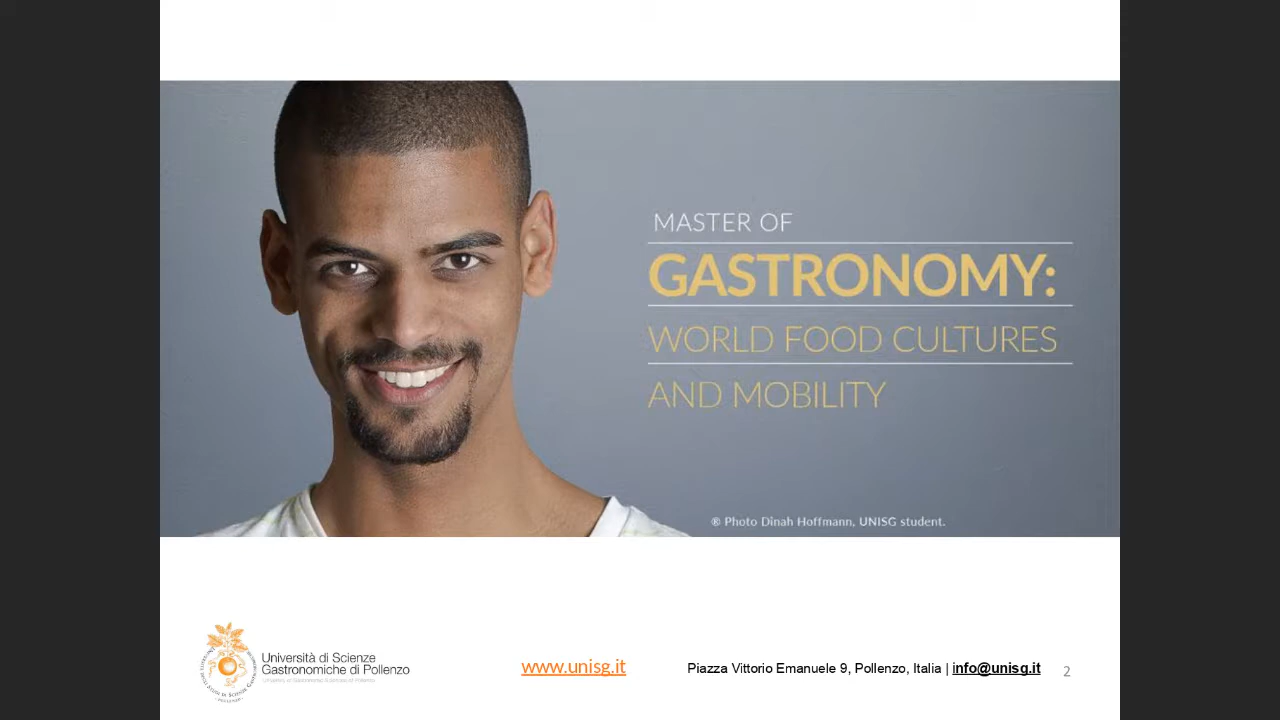 MASTER OF
GASTRONOMY:
WORLD FOOD CULTURES
AND MOBILITY
® Photo Dinah Hoffmann, UNISG student.
Università di Scienze
Gastronomiche di Pollenzo
www.unisg.it
Piazza Vittorio Emanuele 9, Pollenzo, Italia | info@unisg.it
2